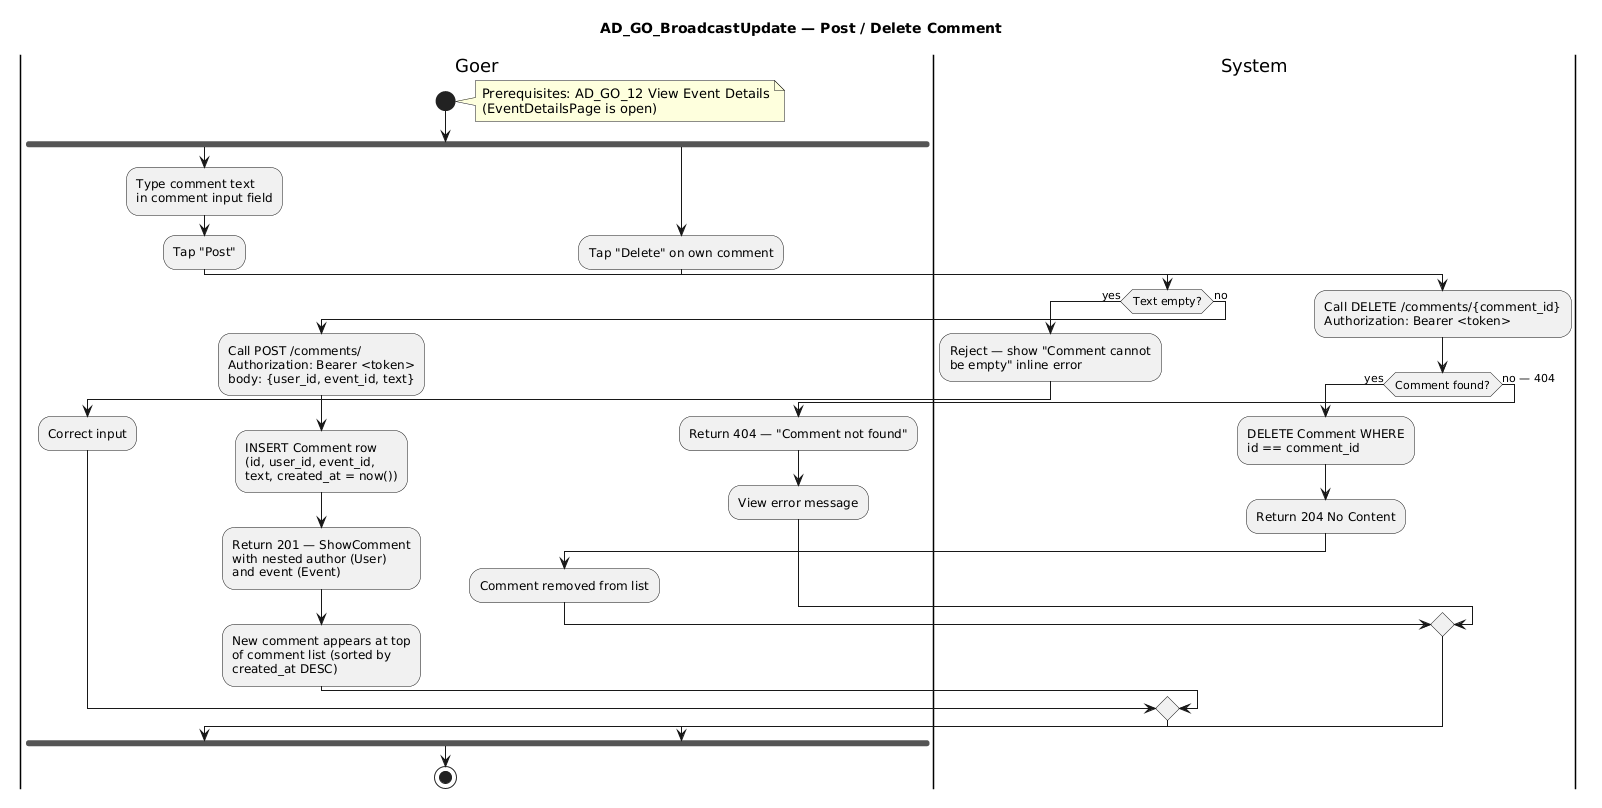 AD_GO_BroadcastUpdate — Post / Delete Comment
Goer
System
Prerequisites: AD_GO_12 View Event Details
(EventDetailsPage is open)
Type comment text
in comment input field
Tap "Post"
Tap "Delete" on own comment
yes
Text empty?
no
Call DELETE /comments/{comment_id}
Authorization: Bearer <token>
Call POST /comments/
Authorization: Bearer <token>
body: {user_id, event_id, text}
Reject — show "Comment cannot
be empty" inline error
yes
Comment found?
no — 404
Correct input
INSERT Comment row
(id, user_id, event_id,
text, created_at = now())
Return 404 — "Comment not found"
DELETE Comment WHERE
id == comment_id
View error message
Return 204 No Content
Return 201 — ShowComment
with nested author (User)
and event (Event)
Comment removed from list
New comment appears at top
of comment list (sorted by
created_at DESC)